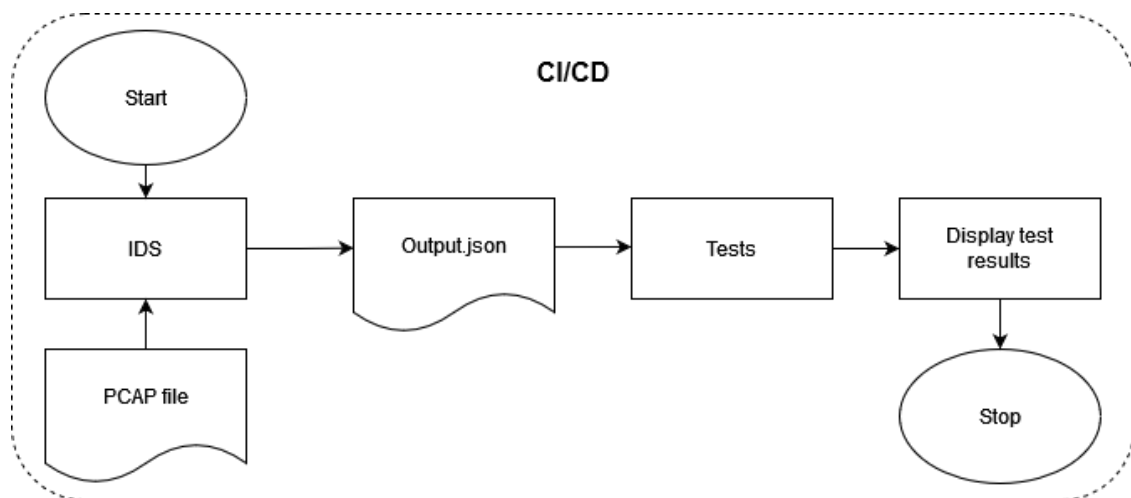 CI/CD
Start
IDS
Output.json
Tests
Display test
results
PCAP file
Stop